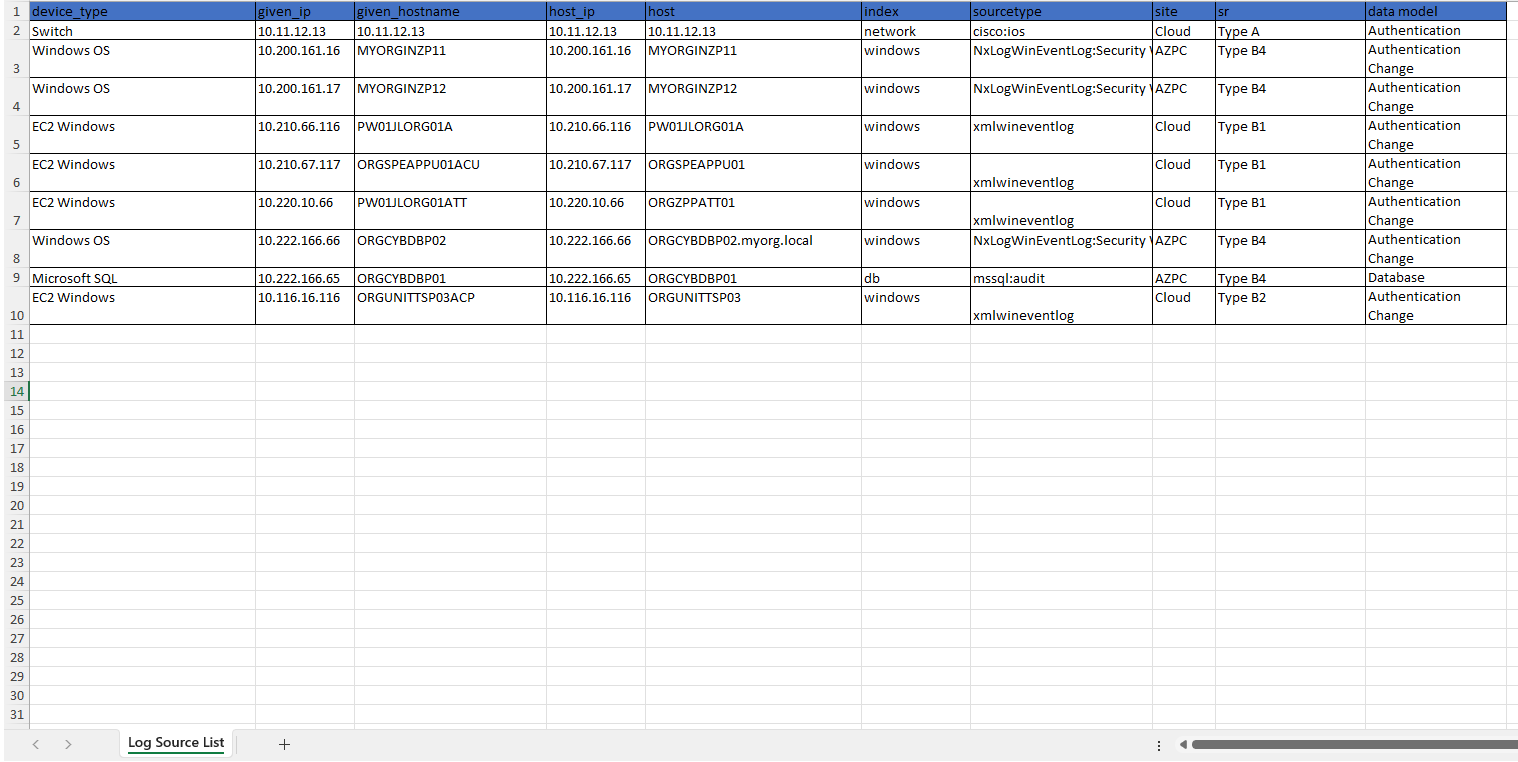 1 device_type given_ip given_hostname host_ip host index sourcetype site sr data model
2 Switch 10.11.12.13 10.11.12.13 10.11.12.13 10.11.12.13 network cisco:ios Cloud Type A Authentication
Windows OS 10.200.161.16 MYORGINZP11 10.200.161.16 MYORGINZP11 windows NxLogWinEventLog:Security AZPC Type B4 Authentication
3 Change
Windows OS 10.200.161.17 MYORGINZP12 10.200.161.17 MYORGINZP12 windows NxLogWinEventLog:Security AZPC Type B4 Authentication
4 Change
EC2 Windows 10.210.66.116 PW01JLORG01A 10.210.66.116 PW01JLORG01A windows xmlwineventlog Cloud Type B1 Authentication
5 Change
EC2 Windows 10.210.67.117 ORGSPEAPPU01ACU 10.210.67.117 ORGSPEAPPU01 windows Cloud Type B1 Authentication
6 xmlwineventlog Change
EC2 Windows 10.220.10.66 PW01JLORG01ATT 10.220.10.66 ORGZPPATT01 windows Cloud Type B1 Authentication
7 xmlwineventlog Change
Windows OS 10.222.166.66 ORGCYBDBP02 10.222.166.66 ORGCYBDBP02.myorg.local windows NxLogWinEventLog:Security AZPC Type B4 Authentication
8 Change
9 Microsoft SQL 10.222.166.65 ORGCYBDBP01 10.222.166.65 ORGCYBDBP01 db mssql:audit AZPC Type B4 Database
EC2 Windows 10.116.16.116 ORGUNITTSP03ACP 10.116.16.116 ORGUNITTSP03 windows Cloud Type B2 Authentication
10 xmlwineventlog Change
11
12
13
14
15
16
17
18
19
20
21
22
23
24
25
26
27
28
29
30
31
Log Source List